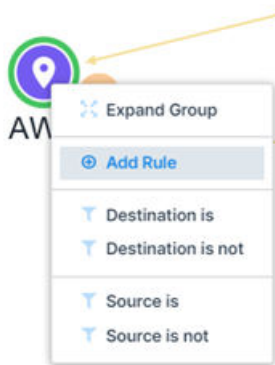 AW
Expand Group
Add Rule
Destination is
Destination is not
Source is
Source is not